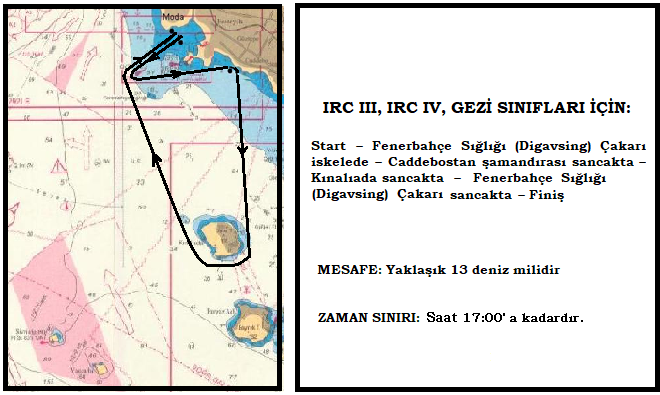 Moda
IRC III, IRC IV, GEZİ SINIFLARI İÇİN:
Start – Fenerbahçe Sığlığı (Digavsing) Çakarı
iskelede – Caddebostan şamandırası sancakta –
Kınalıada sancakta – Fenerbahçe Sığlığı
(Digavsing) Çakarı sancakta – Finiş
MESAFE: Yaklaşık 13 deniz milidir
ZAMAN SINIRI: Saat 17:00' a kadardır.